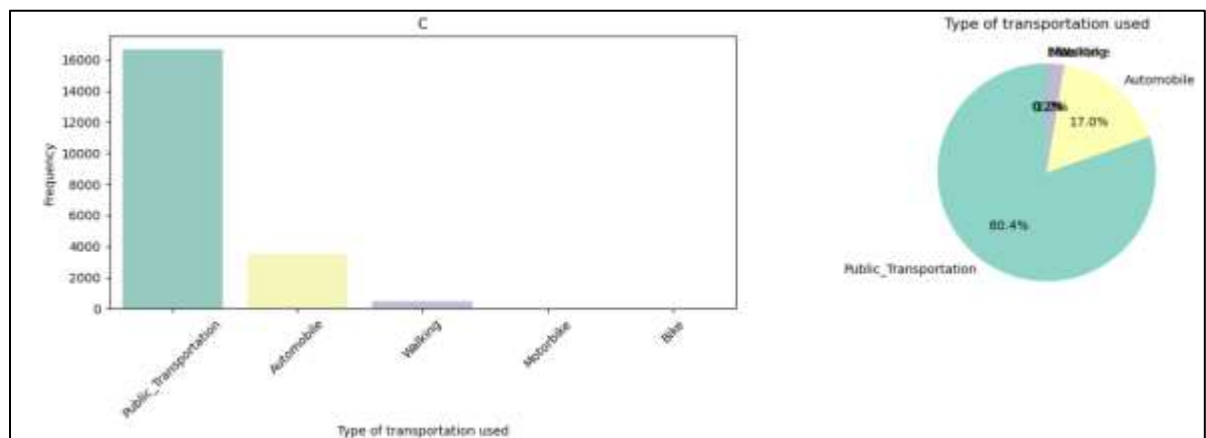 C
Frequency
16000
14000
12000
10000
8000
6000
4000
2000
0
Public_Transportation
Automobile
Walking
Motorbike
Bike
Type of transportation used
Type of transportation used
Automobile
17.0%
80.4%
Public_Transportation